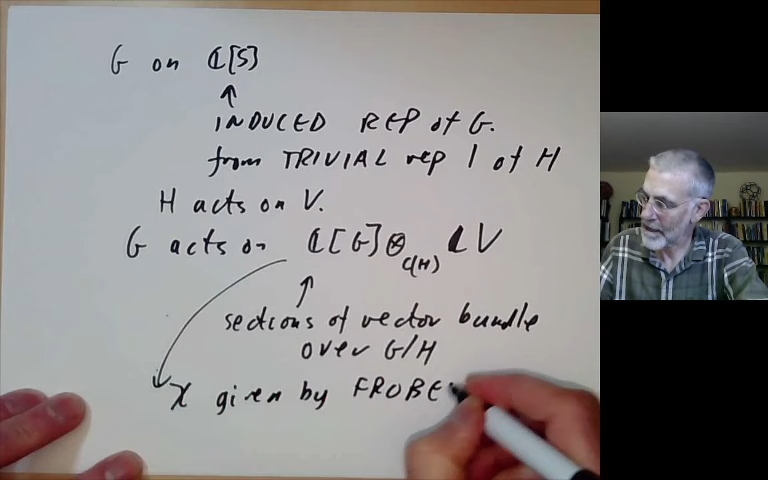 G on ℂ[S]
↑
INDUCED REP of G.
from TRIVIAL rep 1 of H
H acts on V.
G acts on ℂ[G]⊗_{C(H)} V
↑
sections of vector bundle
over G/H
χ given by FROBE